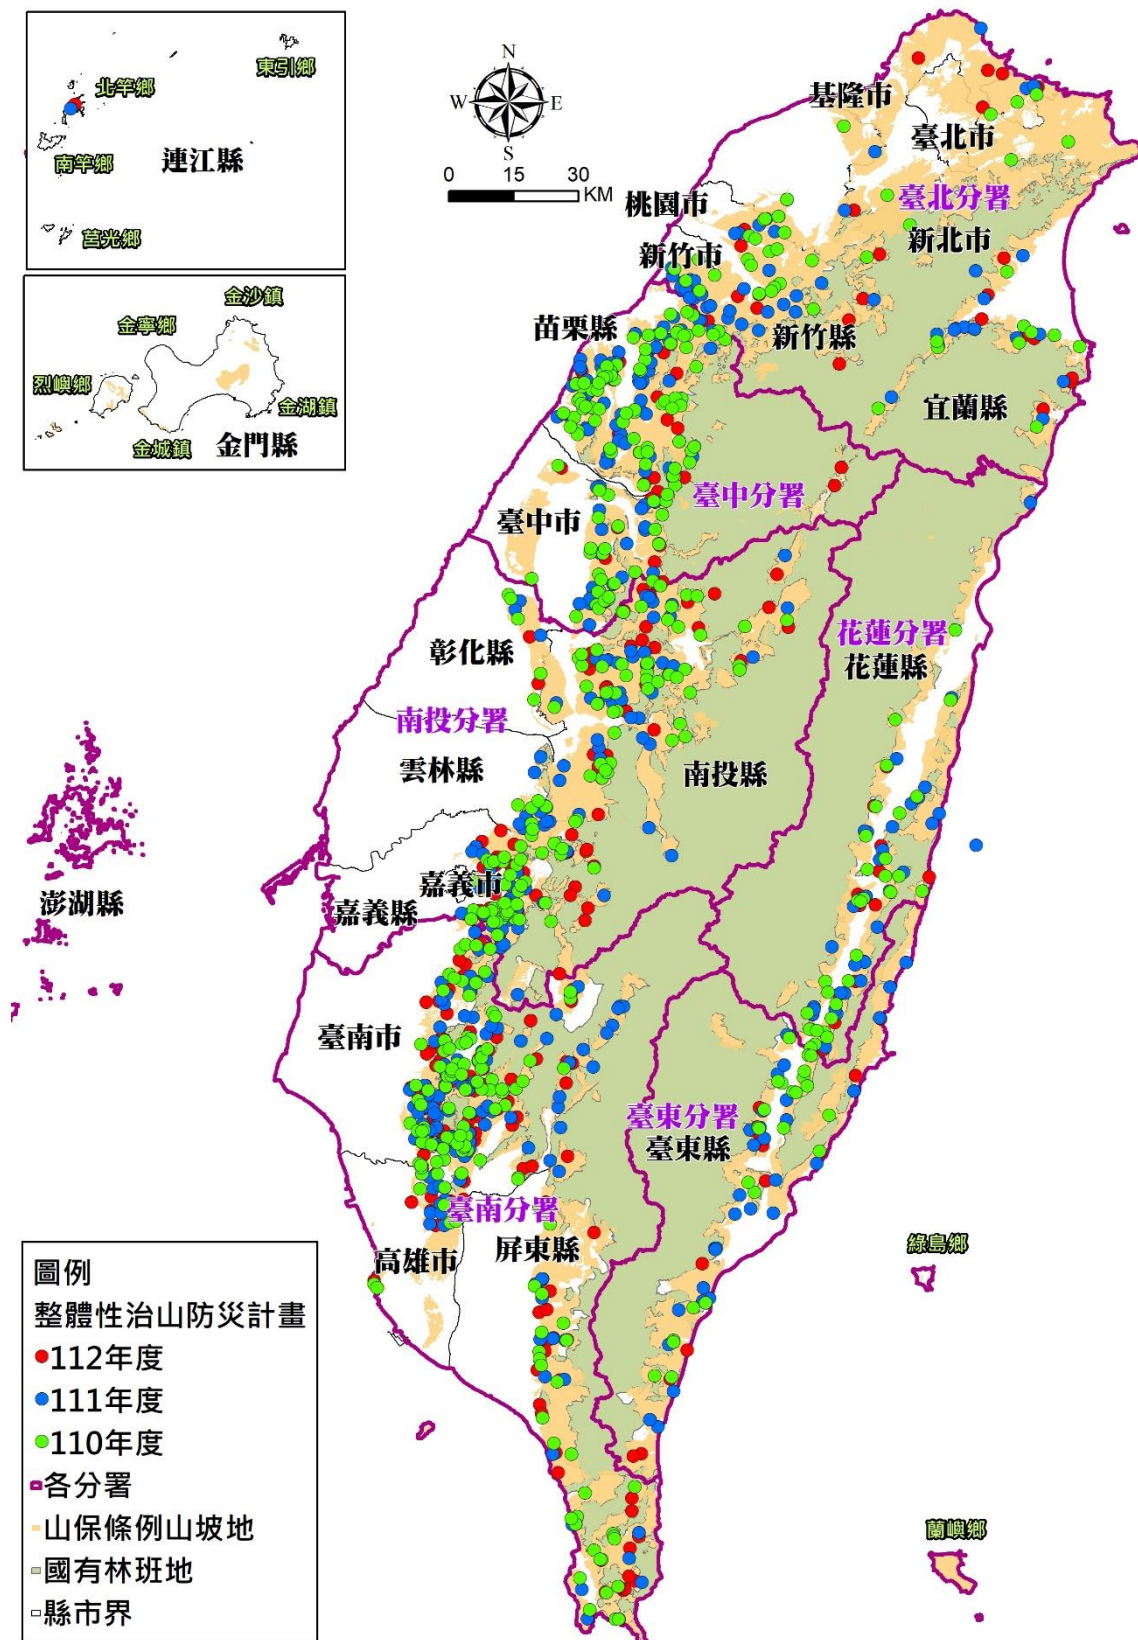 東引鄉
北竿鄉
南竿鄉
連江縣
莒光鄉
金沙鎮
金寧鄉
烈嶼鄉
金湖鎮
金城鎮
金門縣
N
W
E
S
0
15
30
KM
基隆市
臺北市
桃園市
臺北分署
新北市
新竹市
苗栗縣
新竹縣
宜蘭縣
臺中分署
臺中市
花蓮分署
花蓮縣
彰化縣
南投分署
雲林縣
南投縣
嘉義市
嘉義縣
澎湖縣
臺南市
臺東分署
臺東縣
臺南分署
屏東縣
高雄市
綠島鄉
蘭嶼鄉
圖例
整體性治山防災計畫
112年度
111年度
110年度
各分署
山保條例山坡地
國有林班地
縣市界